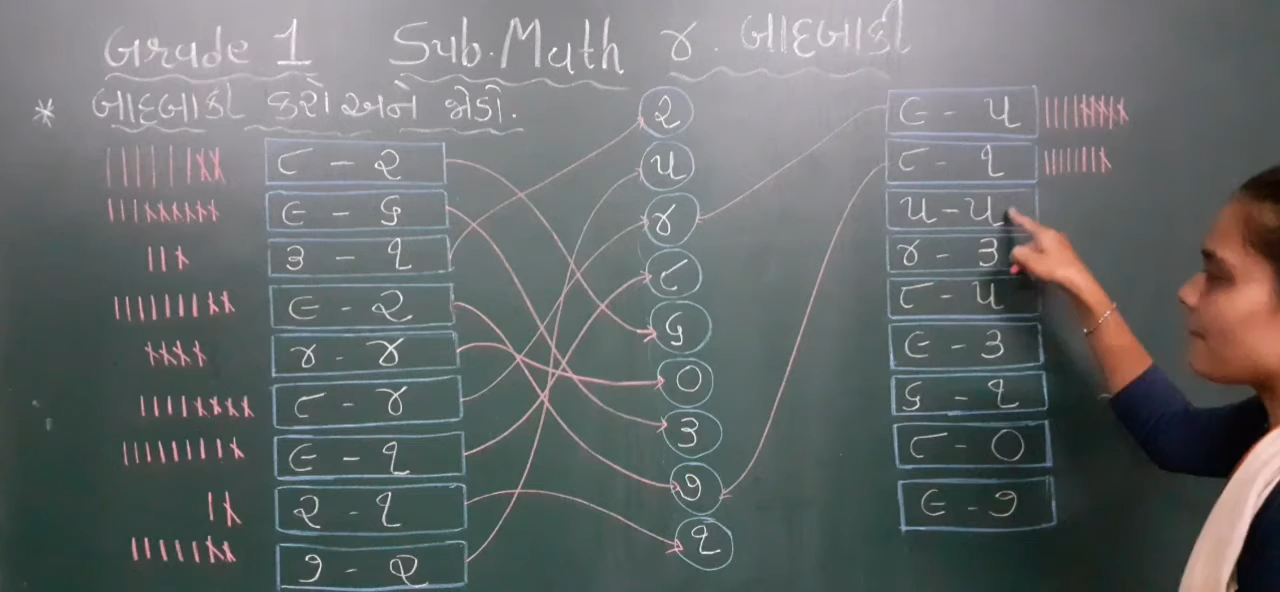 Grade 1 Sub. Math ૪. બાદબાકી
* બાદબાકી કરો અને જોડો.
૮ - ૨
૯ - ૬
૩ - ૧
૯ - ૨
૪ - ૪
૮ - ૪
૯ - ૧
૨ - ૧
૭ - ૨
૨
૫
૪
૮
૬
૦
૩
૭
૧
૯ - ૫
૮ - ૧
૫ - ૫
૪ - ૩
૮ - ૫
૯ - ૩
૬ - ૧
૮ - ૦
૯ - ૭